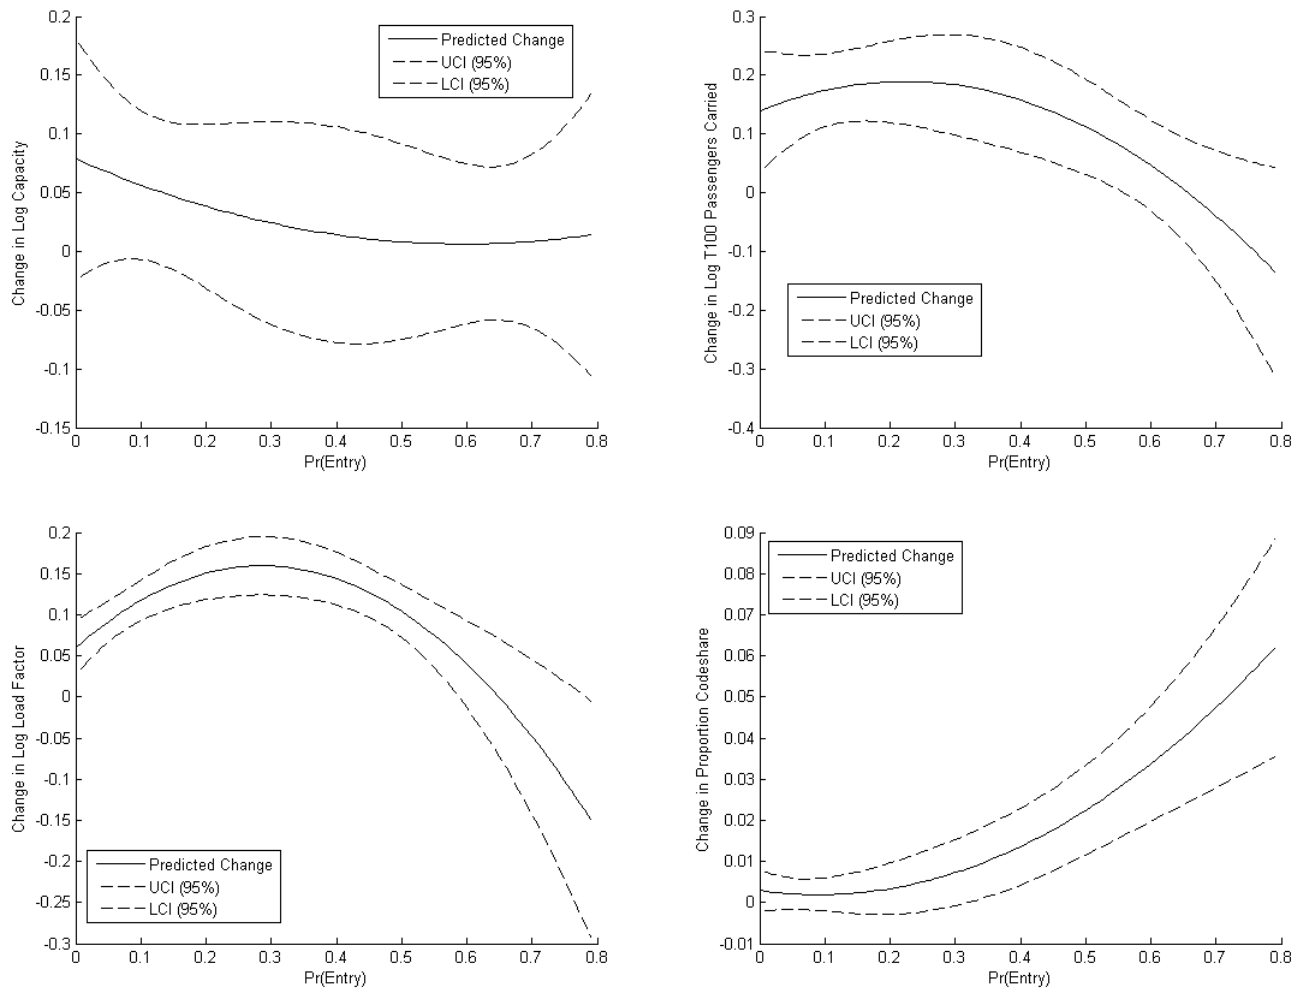 0.2
0.15
0.1
0.05
0
-0.05
-0.1
-0.15
Change in Log Capacity
Predicted Change
UCI (95%)
LCI (95%)
0 0.1 0.2 0.3 0.4 0.5 0.6 0.7 0.8
Pr(Entry)
0.3
0.2
0.1
0
-0.1
-0.2
-0.3
-0.4
Change in Log T100 Passengers Carried
Predicted Change
UCI (95%)
LCI (95%)
0 0.1 0.2 0.3 0.4 0.5 0.6 0.7 0.8
Pr(Entry)
0.2
0.15
0.1
0.05
0
-0.05
-0.1
-0.15
-0.2
-0.25
-0.3
Change in Log Load Factor
Predicted Change
UCI (95%)
LCI (95%)
0 0.1 0.2 0.3 0.4 0.5 0.6 0.7 0.8
Pr(Entry)
0.09
0.08
0.07
0.06
0.05
0.04
0.03
0.02
0.01
0
-0.01
Change in Proportion Codeshare
Predicted Change
UCI (95%)
LCI (95%)
0 0.1 0.2 0.3 0.4 0.5 0.6 0.7 0.8
Pr(Entry)